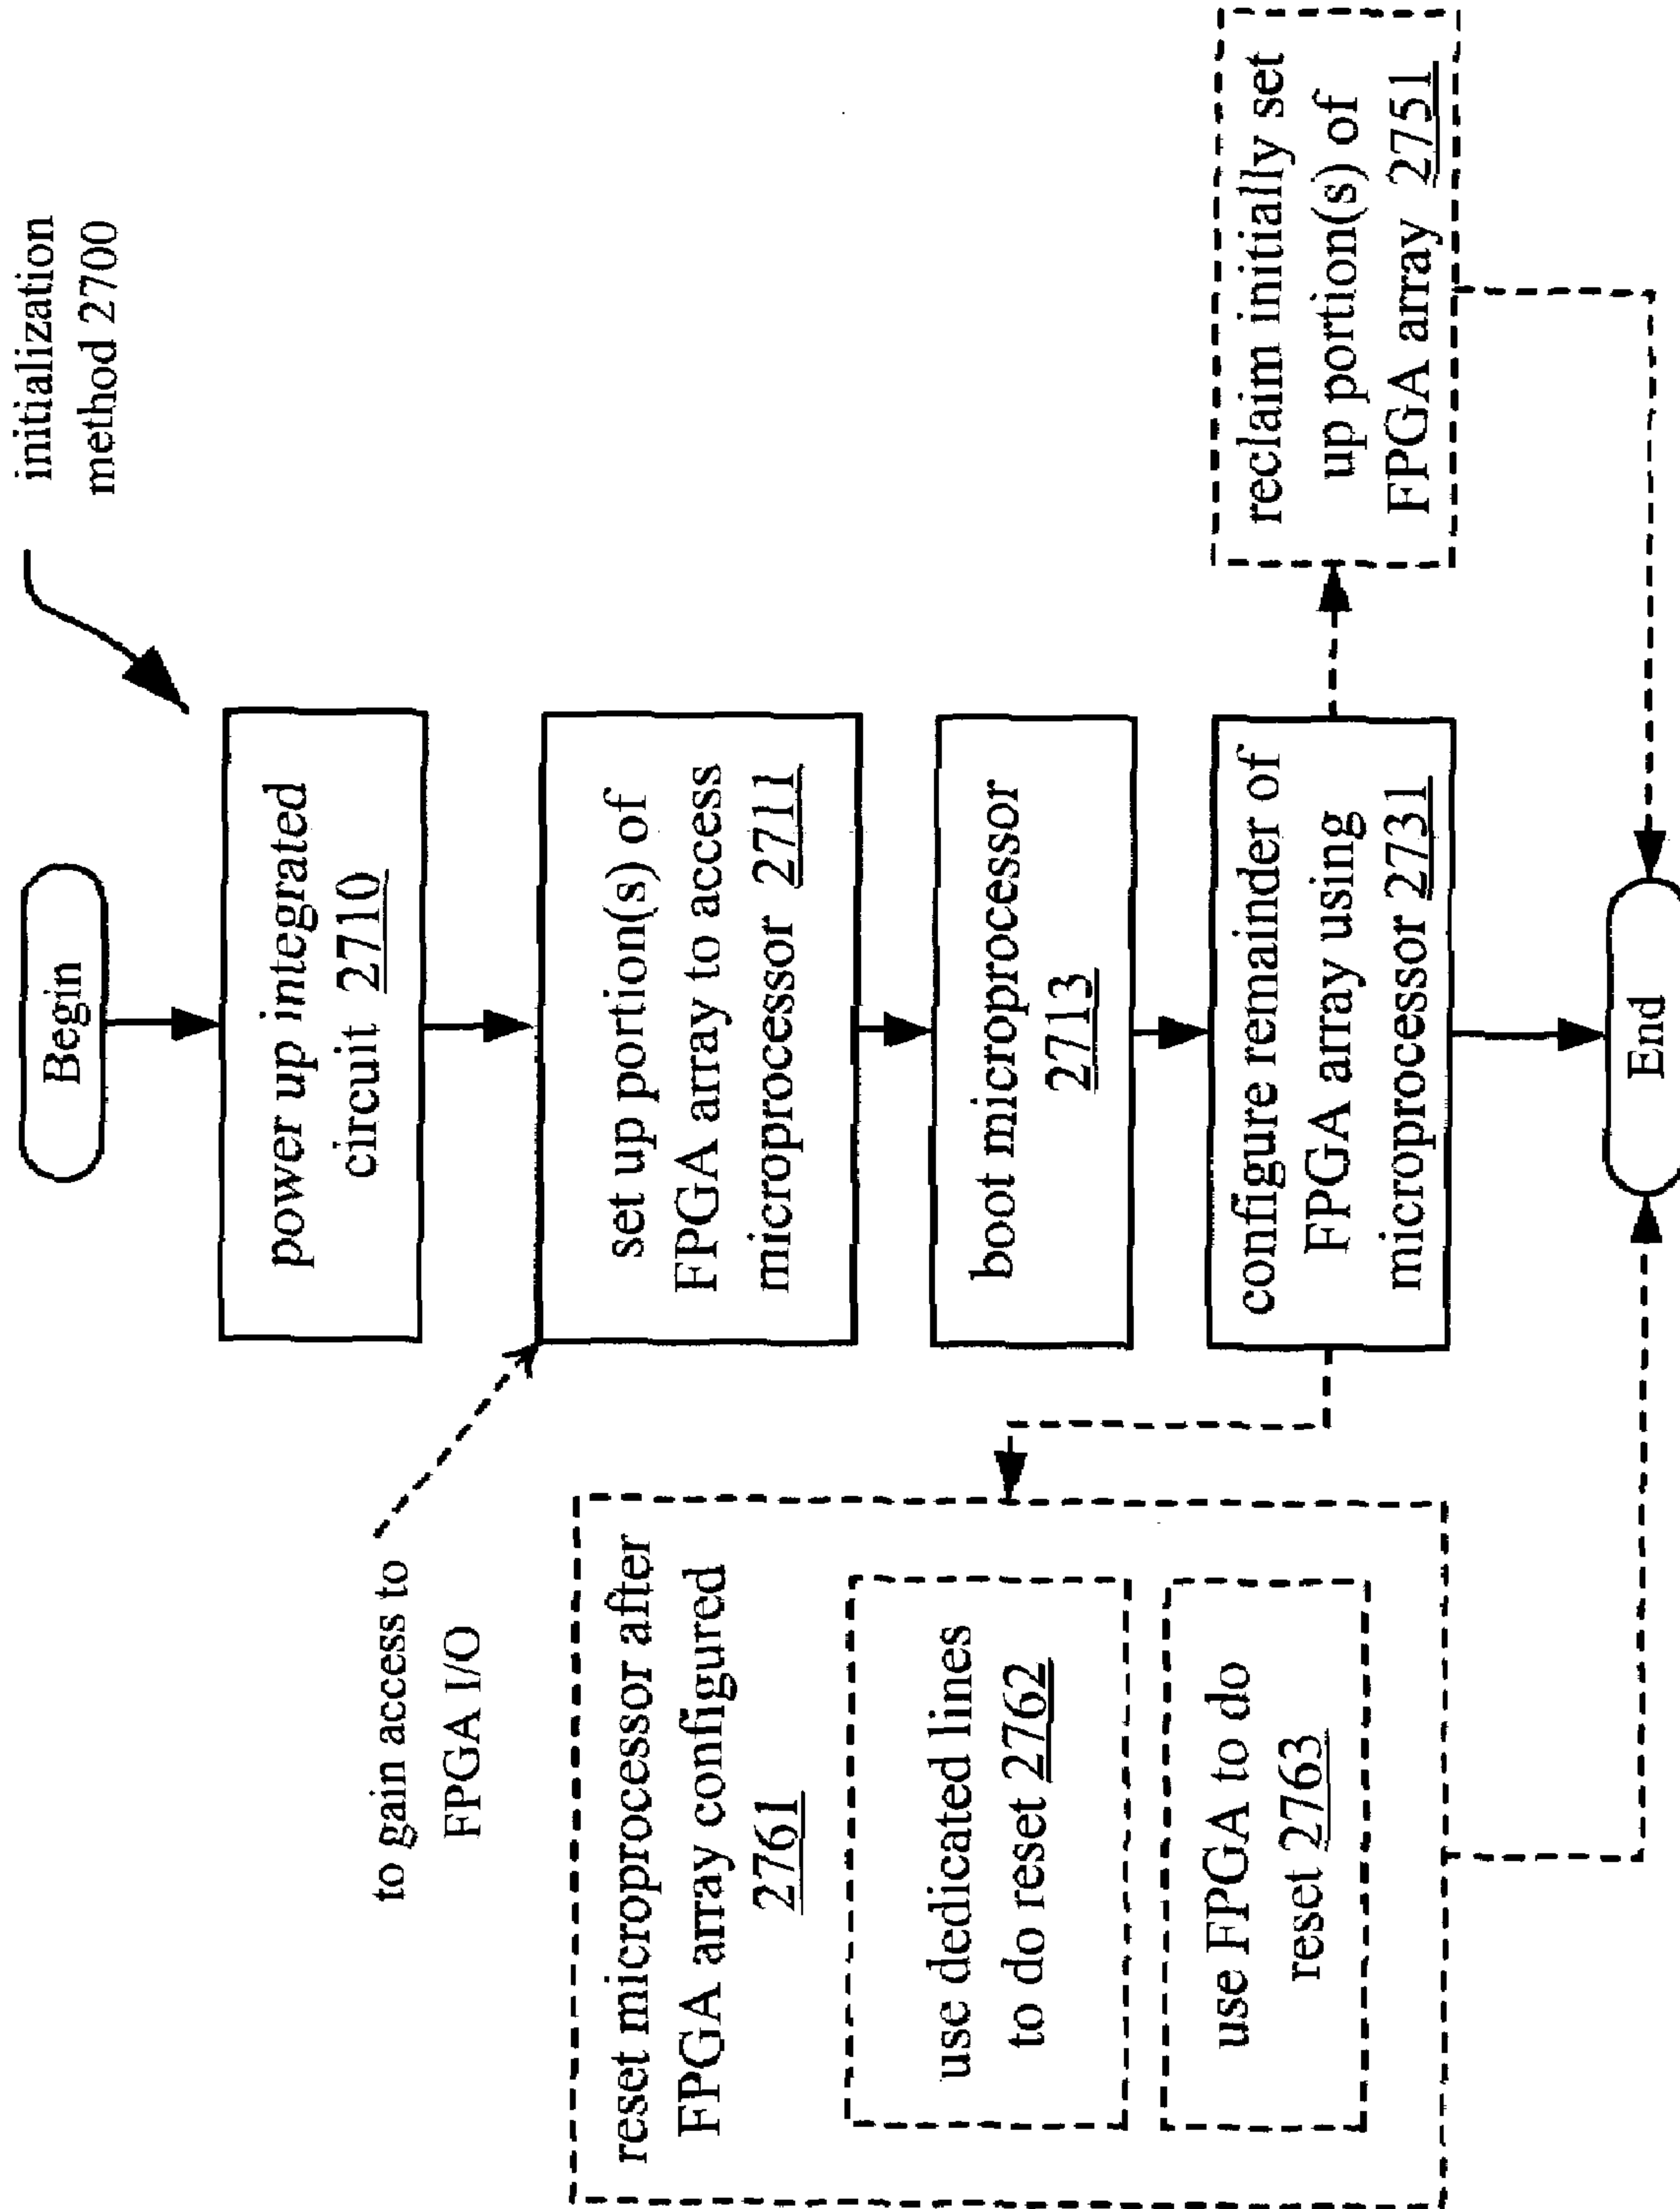 initialization
method 2700
Begin
power up integrated
circuit 2710
to gain access to
FPGA I/O
set up portion(s) of
FPGA array to access
microprocessor 2711
boot microprocessor
2713
configure remainder of
FPGA array using
microprocessor 2731
reset microprocessor after
FPGA array configured
2761
use dedicated lines
to do reset 2762
use FPGA to do
reset 2763
reclaim initially set
up portion(s) of
FPGA array 2751
End